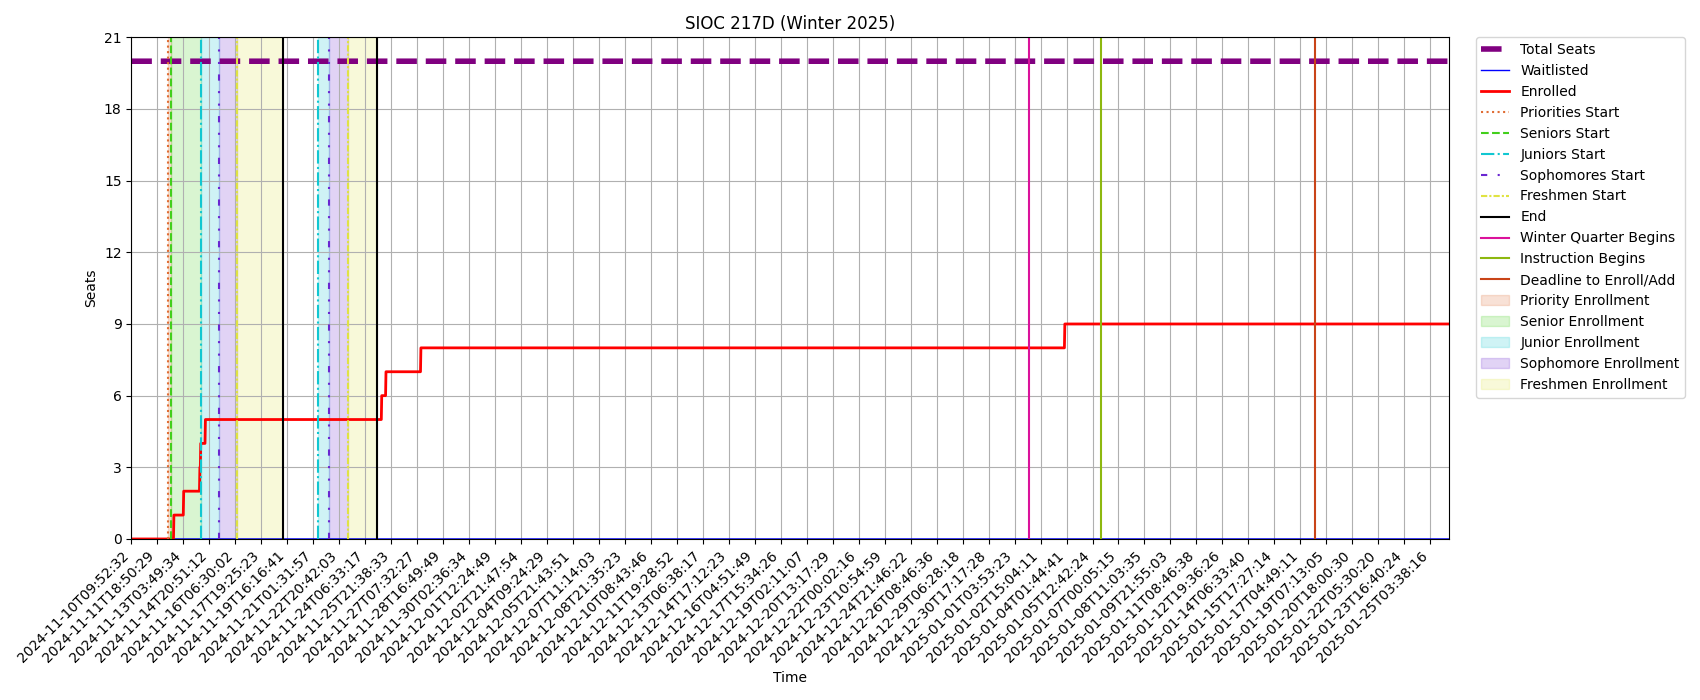 SIOC 217D (Winter 2025)
21
18
15
12
9
6
3
0
Seats
2024-11-10T09:52:32
2024-11-11T18:50:29
2024-11-13T03:49:34
2024-11-14T20:51:12
2024-11-16T06:30:02
2024-11-17T19:25:23
2024-11-19T16:16:41
2024-11-21T01:31:57
2024-11-22T20:42:03
2024-11-24T06:33:17
2024-11-25T21:38:33
2024-11-27T07:32:27
2024-11-28T16:49:49
2024-11-30T02:36:34
2024-12-01T12:24:49
2024-12-02T21:47:54
2024-12-04T09:24:29
2024-12-05T21:43:51
2024-12-07T11:14:03
2024-12-08T21:35:23
2024-12-10T08:43:46
2024-12-11T19:28:52
2024-12-13T06:38:17
2024-12-14T17:12:23
2024-12-16T04:51:49
2024-12-17T15:34:26
2024-12-19T02:11:07
2024-12-20T13:17:29
2024-12-22T00:02:16
2024-12-23T10:54:59
2024-12-24T21:46:22
2024-12-26T08:46:36
2024-12-29T06:28:18
2024-12-30T17:17:28
2025-01-01T03:53:23
2025-01-02T15:04:11
2025-01-04T01:44:41
2025-01-05T12:42:24
2025-01-07T00:05:15
2025-01-08T11:03:35
2025-01-09T21:55:03
2025-01-11T08:46:38
2025-01-12T19:36:26
2025-01-14T06:33:40
2025-01-15T17:27:14
2025-01-17T04:49:11
2025-01-19T07:13:05
2025-01-20T18:00:30
2025-01-22T05:30:20
2025-01-23T16:40:24
2025-01-25T03:38:16
Time
Total Seats
Waitlisted
Enrolled
Priorities Start
Seniors Start
Juniors Start
Sophomores Start
Freshmen Start
End
Winter Quarter Begins
Instruction Begins
Deadline to Enroll/Add
Priority Enrollment
Senior Enrollment
Junior Enrollment
Sophomore Enrollment
Freshmen Enrollment